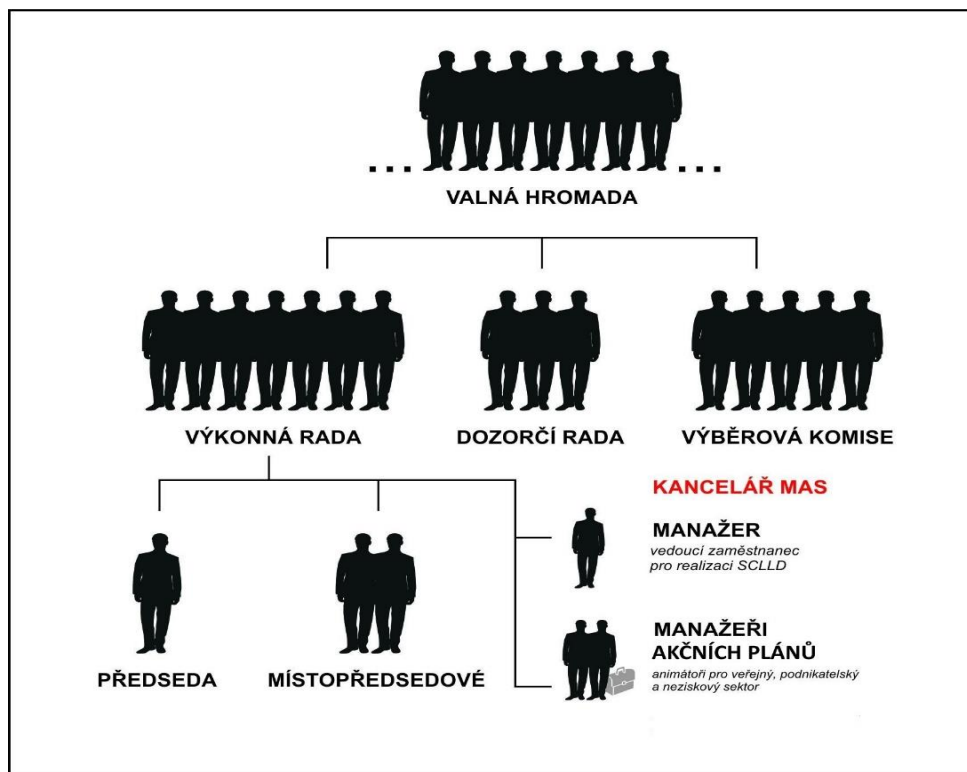 ... ...
VALNÁ HROMADA
VÝKONNÁ RADA
DOZORČÍ RADA
VÝBĚROVÁ KOMISE
KANCELÁŘ MAS
MANAŽER
vedoucí zaměstnanec
pro realizaci SCLLD
PŘEDSEDA
MÍSTOPŘEDSEDOVÉ
MANAŽEŘI
AKČNÍCH PLÁNŮ
animátoři pro veřejný, podnikatelský
a neziskový sektor